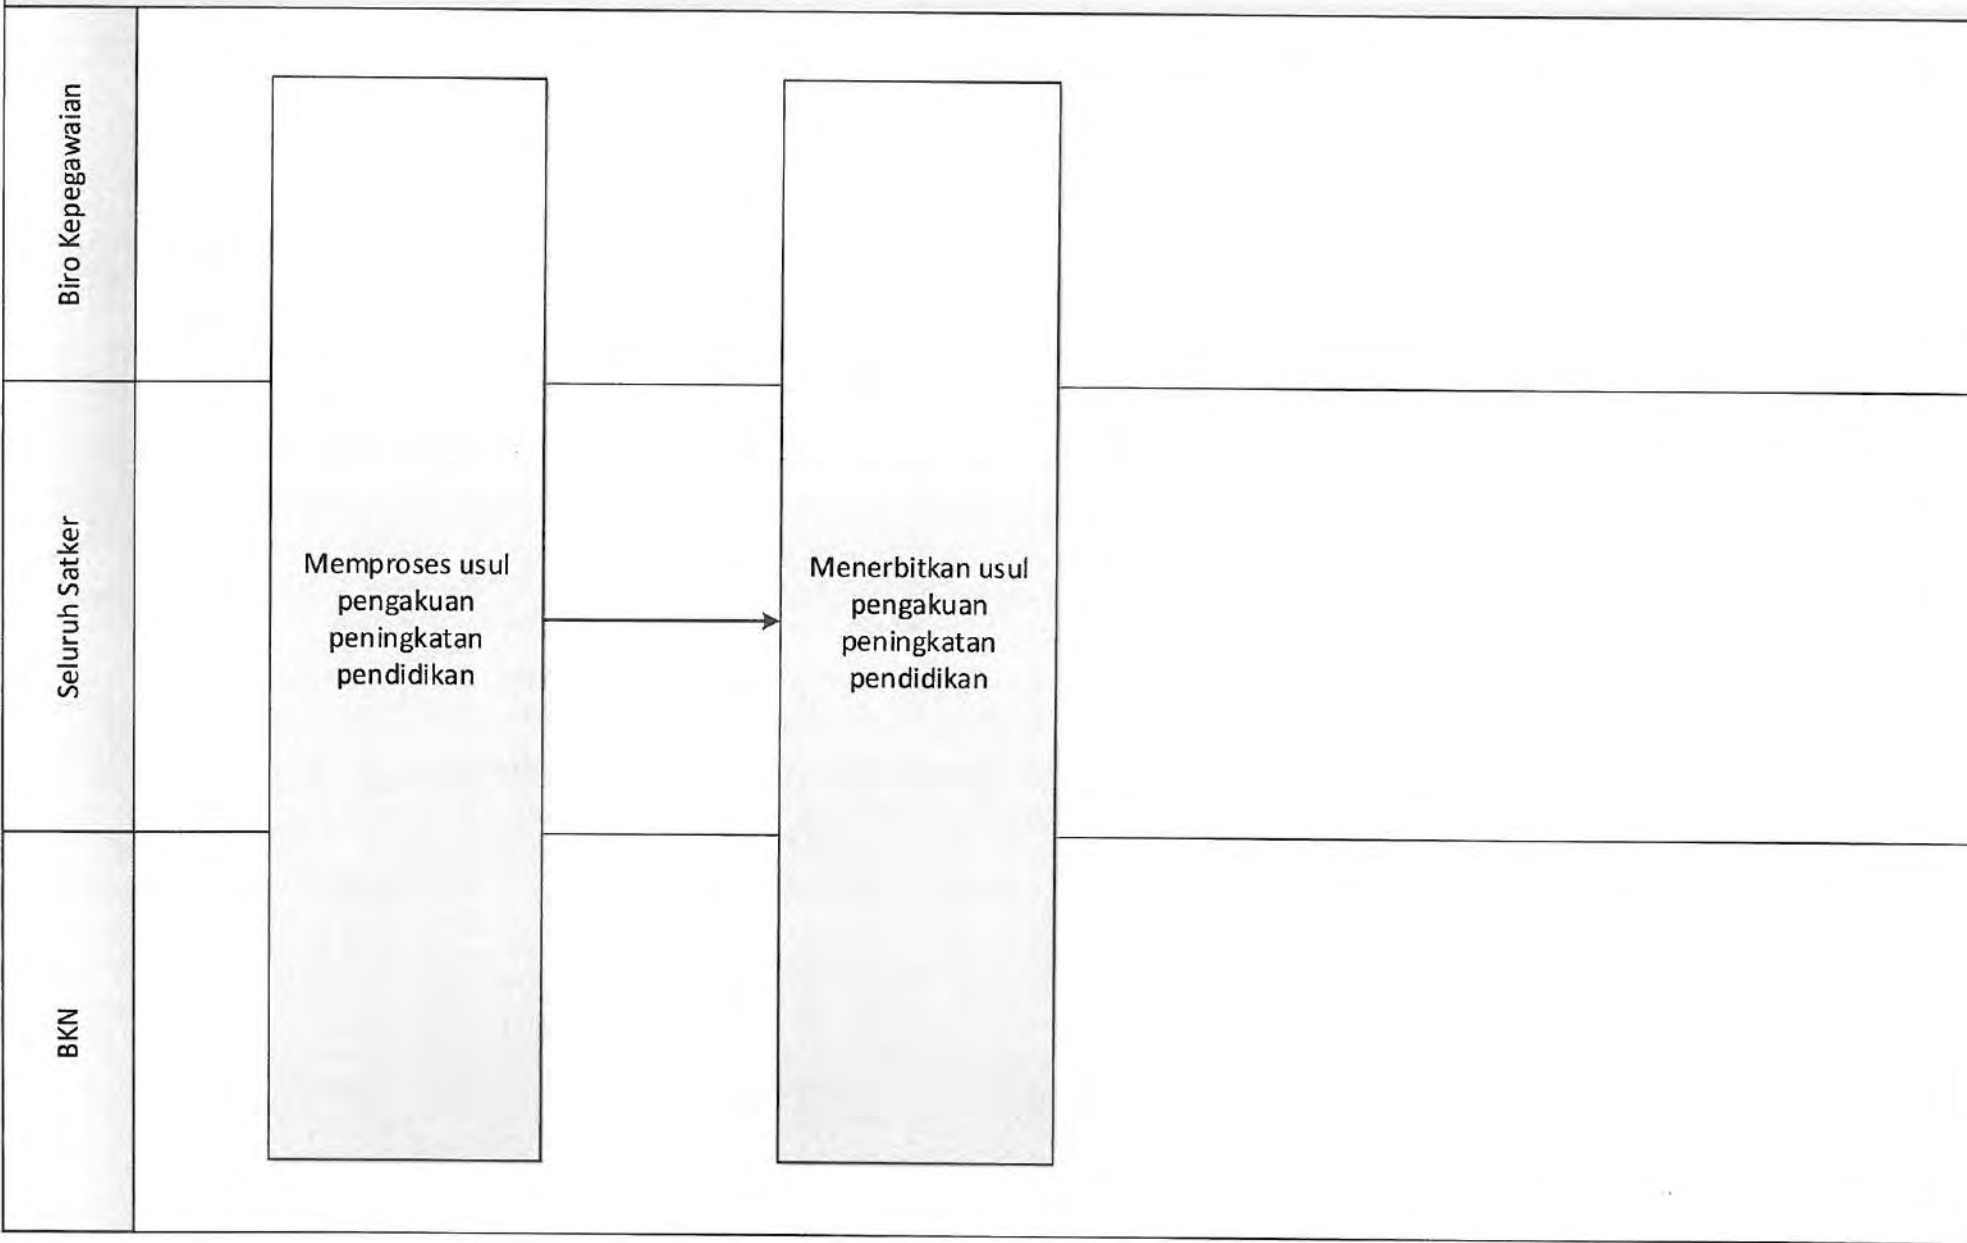 Biro Kepegawaian
Seluruh Satker
BKN
Memproses usul
pengakuan
peningkatan
pendidikan
Menerbitkan usul
pengakuan
peningkatan
pendidikan